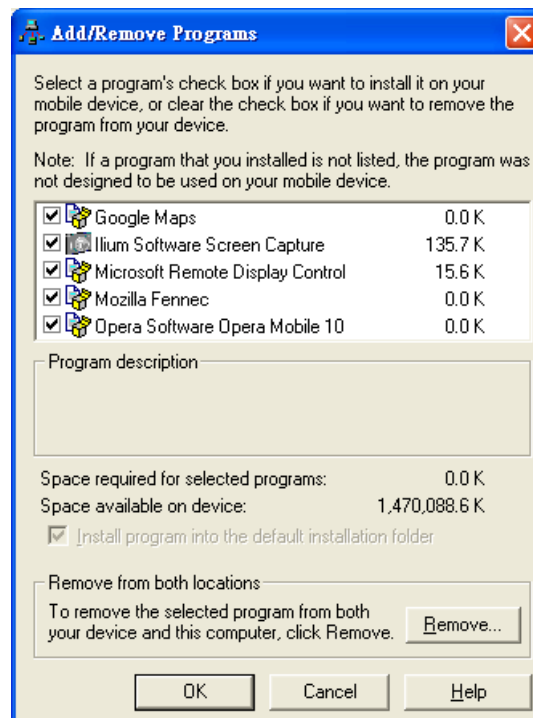 Add/Remove Programs
Select a program's check box if you want to install it on your
mobile device, or clear the check box if you want to remove the
program from your device.
Note: If a program that you installed is not listed, the program was
not designed to be used on your mobile device.
Google Maps 0.0 K
Ilium Software Screen Capture 135.7 K
Microsoft Remote Display Control 15.6 K
Mozilla Fennec 0.0 K
Opera Software Opera Mobile 10 0.0 K
Program description
Space required for selected programs: 0.0 K
Space available on device: 1,470,088.6 K
Install program into the default installation folder
Remove from both locations
To remove the selected program from both
your device and this computer, click Remove.
Remove...
OK Cancel Help